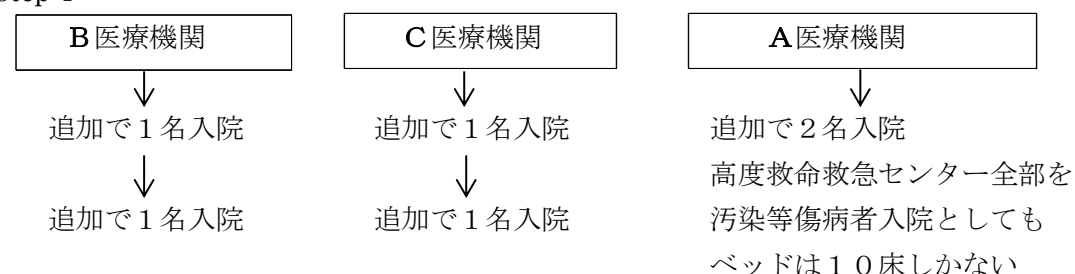 B医療機関
C医療機関
A医療機関
追加で１名入院
追加で１名入院
追加で２名入院
高度救命救急センター全部を
追加で１名入院
追加で１名入院
汚染等傷病者入院としても
ベッドは１０床しかない